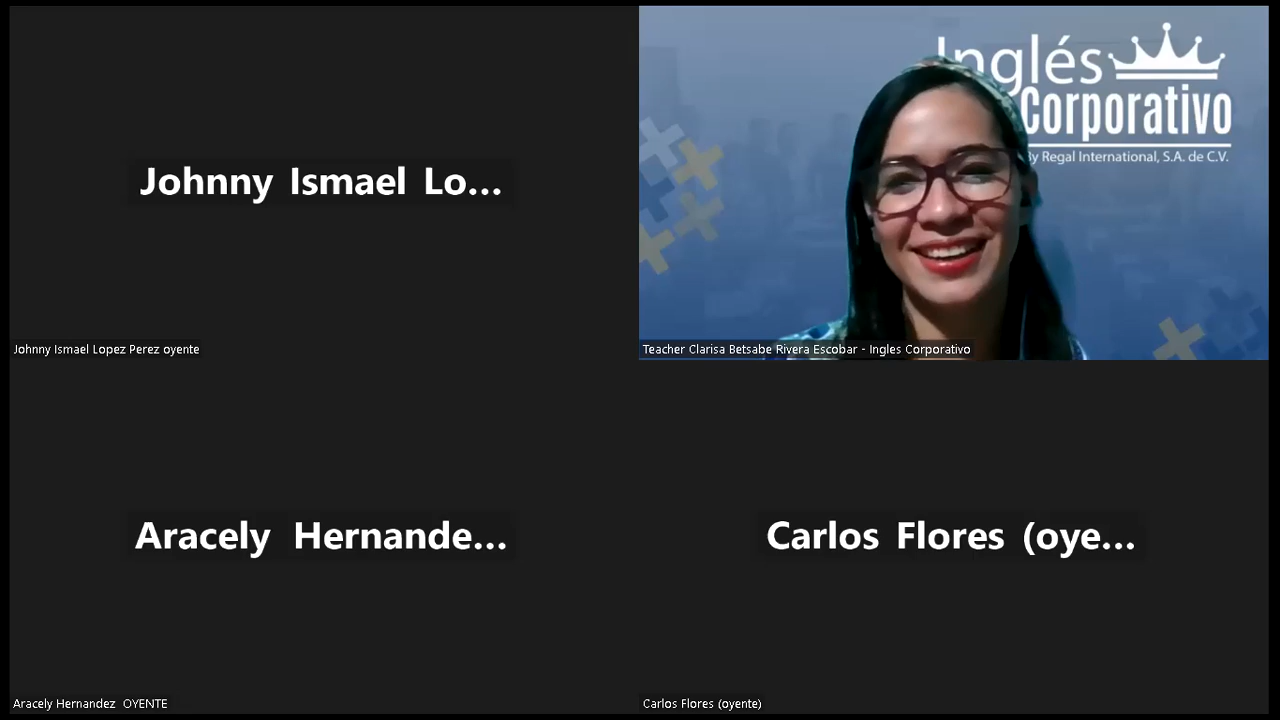 Johnny Ismael Lo...
Johnny Ismael Lopez Perez oyente
Inglés
Corporativo
By Regal International, S.A. de C.V.
Teacher Clarisa Betsabe Rivera Escobar - Ingles Corporativo
Aracely Hernande...
Aracely Hernandez OYENTE
Carlos Flores (oye...
Carlos Flores (oyente)